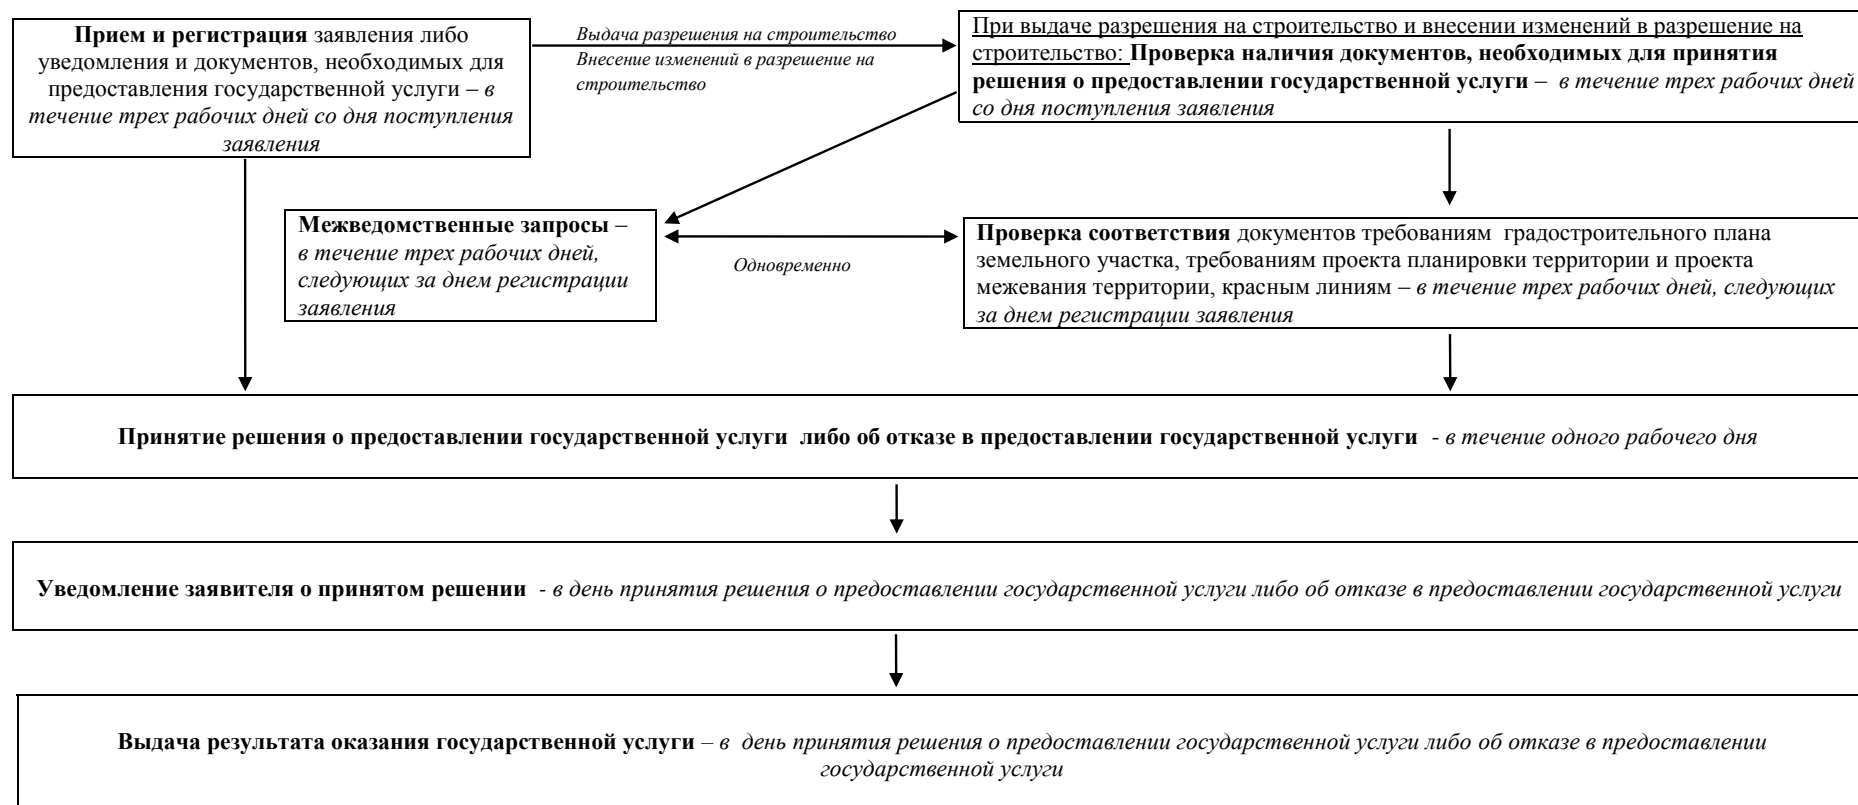 Прием и регистрация заявления либо
уведомления и документов, необходимых для
предоставления государственной услуги – в
течение трех рабочих дней со дня поступления
заявления
Выдача разрешения на строительство
Внесение изменений в разрешение на
строительство
При выдаче разрешения на строительство и внесении изменений в разрешение на
строительство: Проверка наличия документов, необходимых для принятия
решения о предоставлении государственной услуги – в течение трех рабочих дней
со дня поступления заявления
Межведомственные запросы –
в течение трех рабочих дней,
следующих за днем регистрации
заявления
Одновременно
Проверка соответствия документов требованиям градостроительного плана
земельного участка, требованиям проекта планировки территории и проекта
межевания территории, красным линиям – в течение трех рабочих дней, следующих
за днем регистрации заявления
Принятие решения о предоставлении государственной услуги либо об отказе в предоставлении государственной услуги - в течение одного рабочего дня
Уведомление заявителя о принятом решении - в день принятия решения о предоставлении государственной услуги либо об отказе в предоставлении государственной услуги
Выдача результата оказания государственной услуги – в день принятия решения о предоставлении государственной услуги либо об отказе в предоставлении
государственной услуги